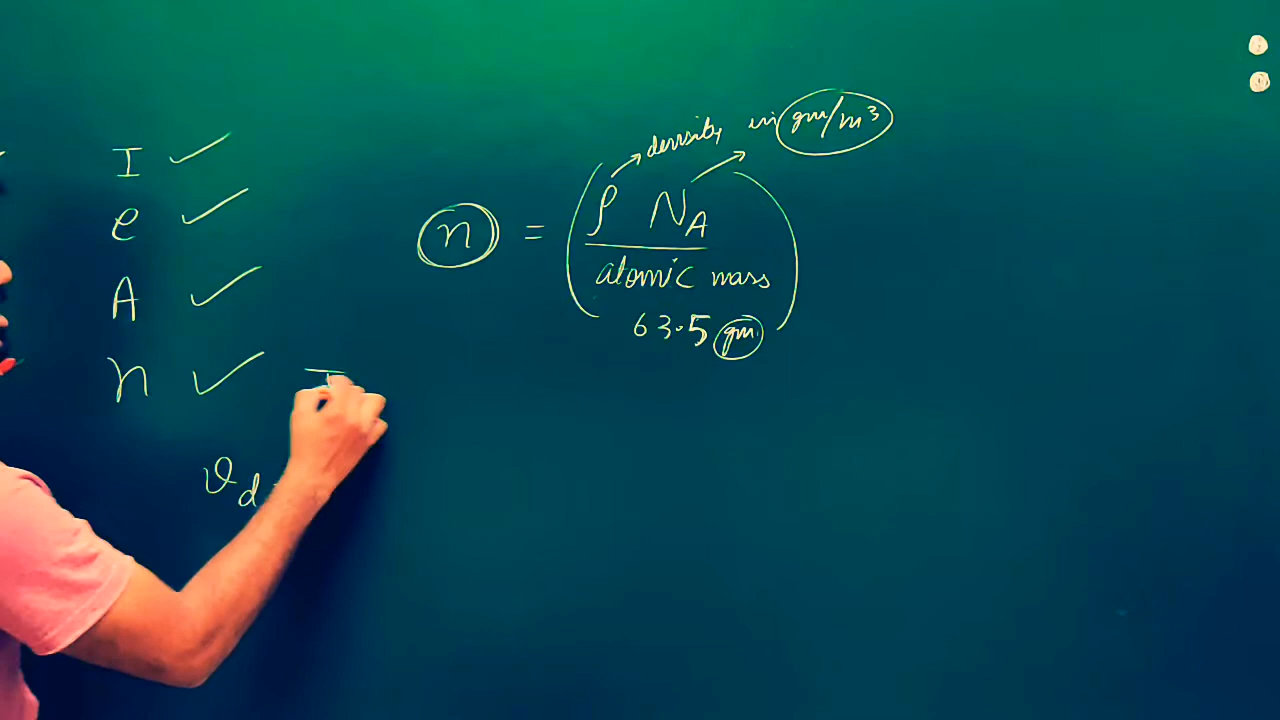 I ✓
e ✓
A ✓
n ✓
ϑd
density in gm/m³
n = (ρ NA
atomic mass
63.5 gm)